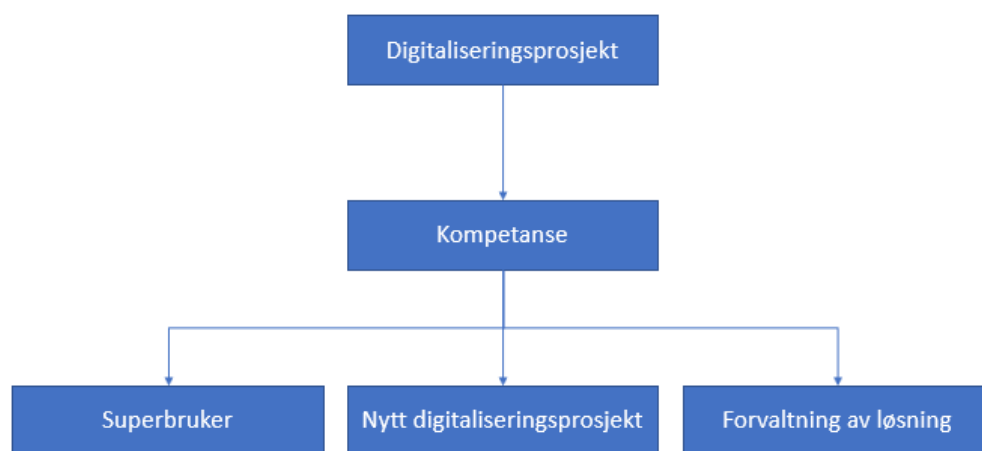 Digitaliseringsprosjekt
Kompetanse
Superbruker
Nytt digitaliseringsprosjekt
Forvaltning av løsning